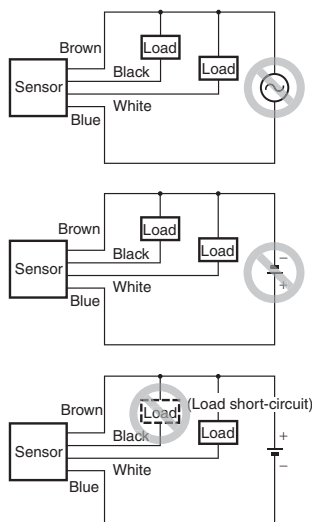 Brown
Load
Load
Sensor
Black
White
Blue
−
+
Brown
Load
Load
Sensor
Black
White
Blue
Load
(Load short-circuit)
Brown
Black
Load
+
Sensor
White
−
Blue